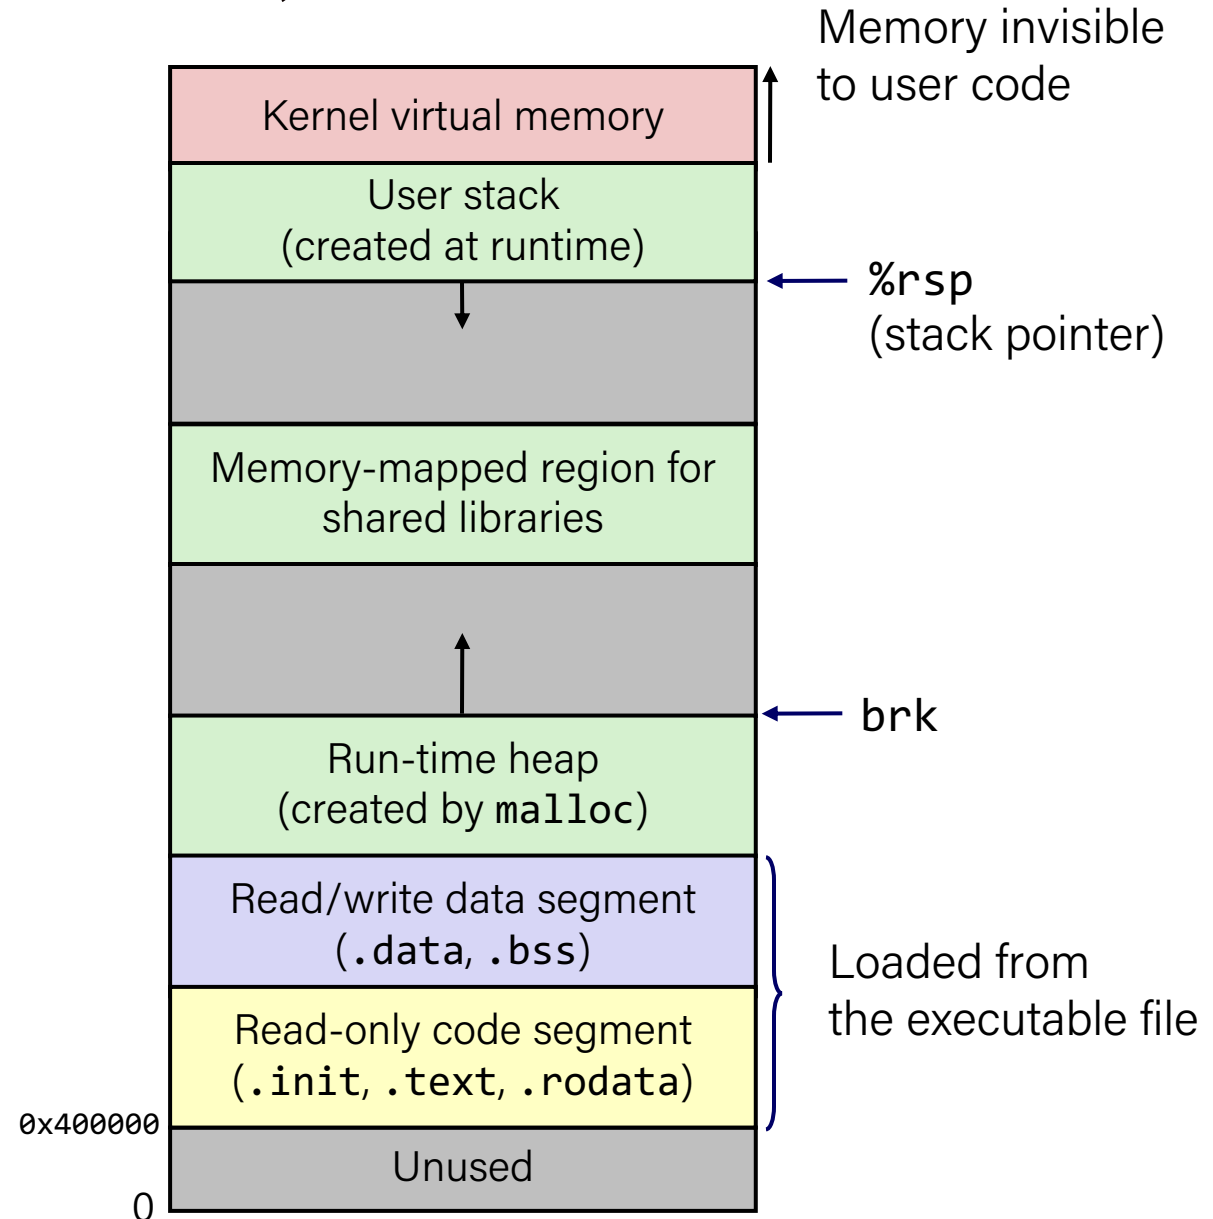 Memory invisible
to user code
Kernel virtual memory
User stack
(created at runtime)
%rsp
(stack pointer)
Memory-mapped region for
shared libraries
brk
Run-time heap
(created by malloc)
Read/write data segment
(.data, .bss)
Loaded from
the executable file
Read-only code segment
(.init, .text, .rodata)
0x400000
Unused
0